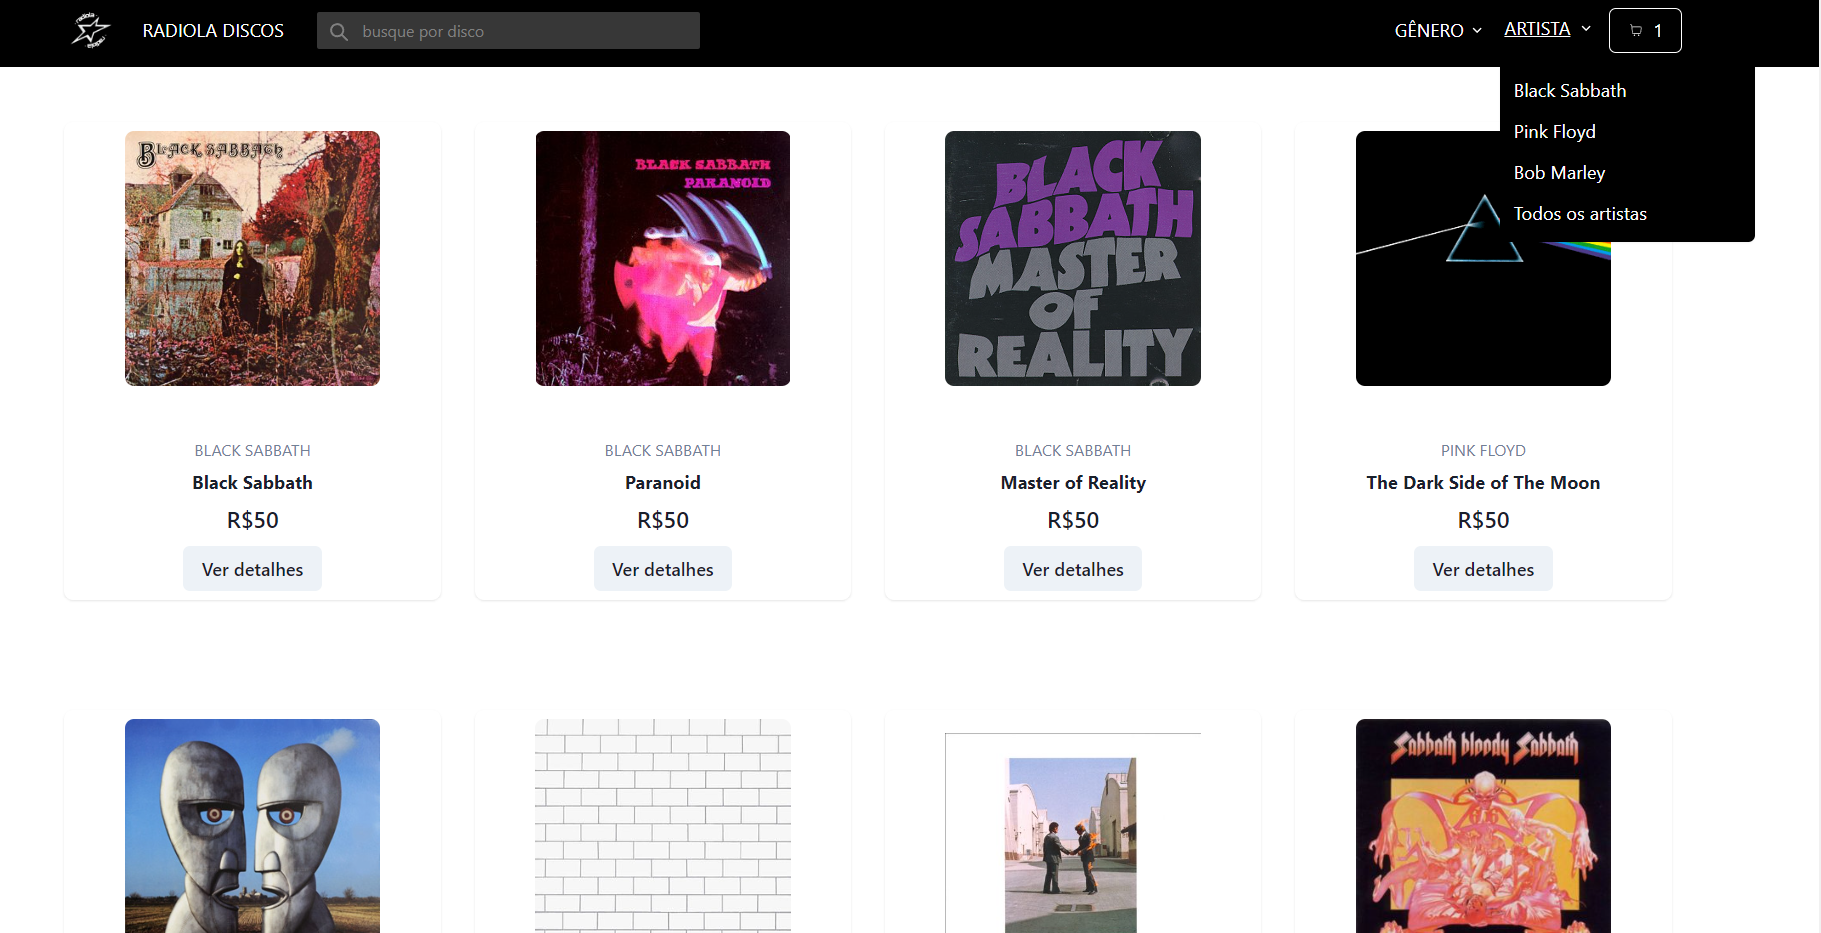 radiola
RADIOLA DISCOS
busque por disco
GÊNERO
ARTISTA
1
Black Sabbath
Pink Floyd
Bob Marley
Todos os artistas
BLACK SABBATH
BLACK SABBATH
PARANOID
BLACK
SABBATH
MASTER
OF
REALITY
BLACK SABBATH
Black Sabbath
R$50
Ver detalhes
BLACK SABBATH
Paranoid
R$50
Ver detalhes
BLACK SABBATH
Master of Reality
R$50
Ver detalhes
PINK FLOYD
The Dark Side of The Moon
R$50
Ver detalhes
Sabbath bloody Sabbath